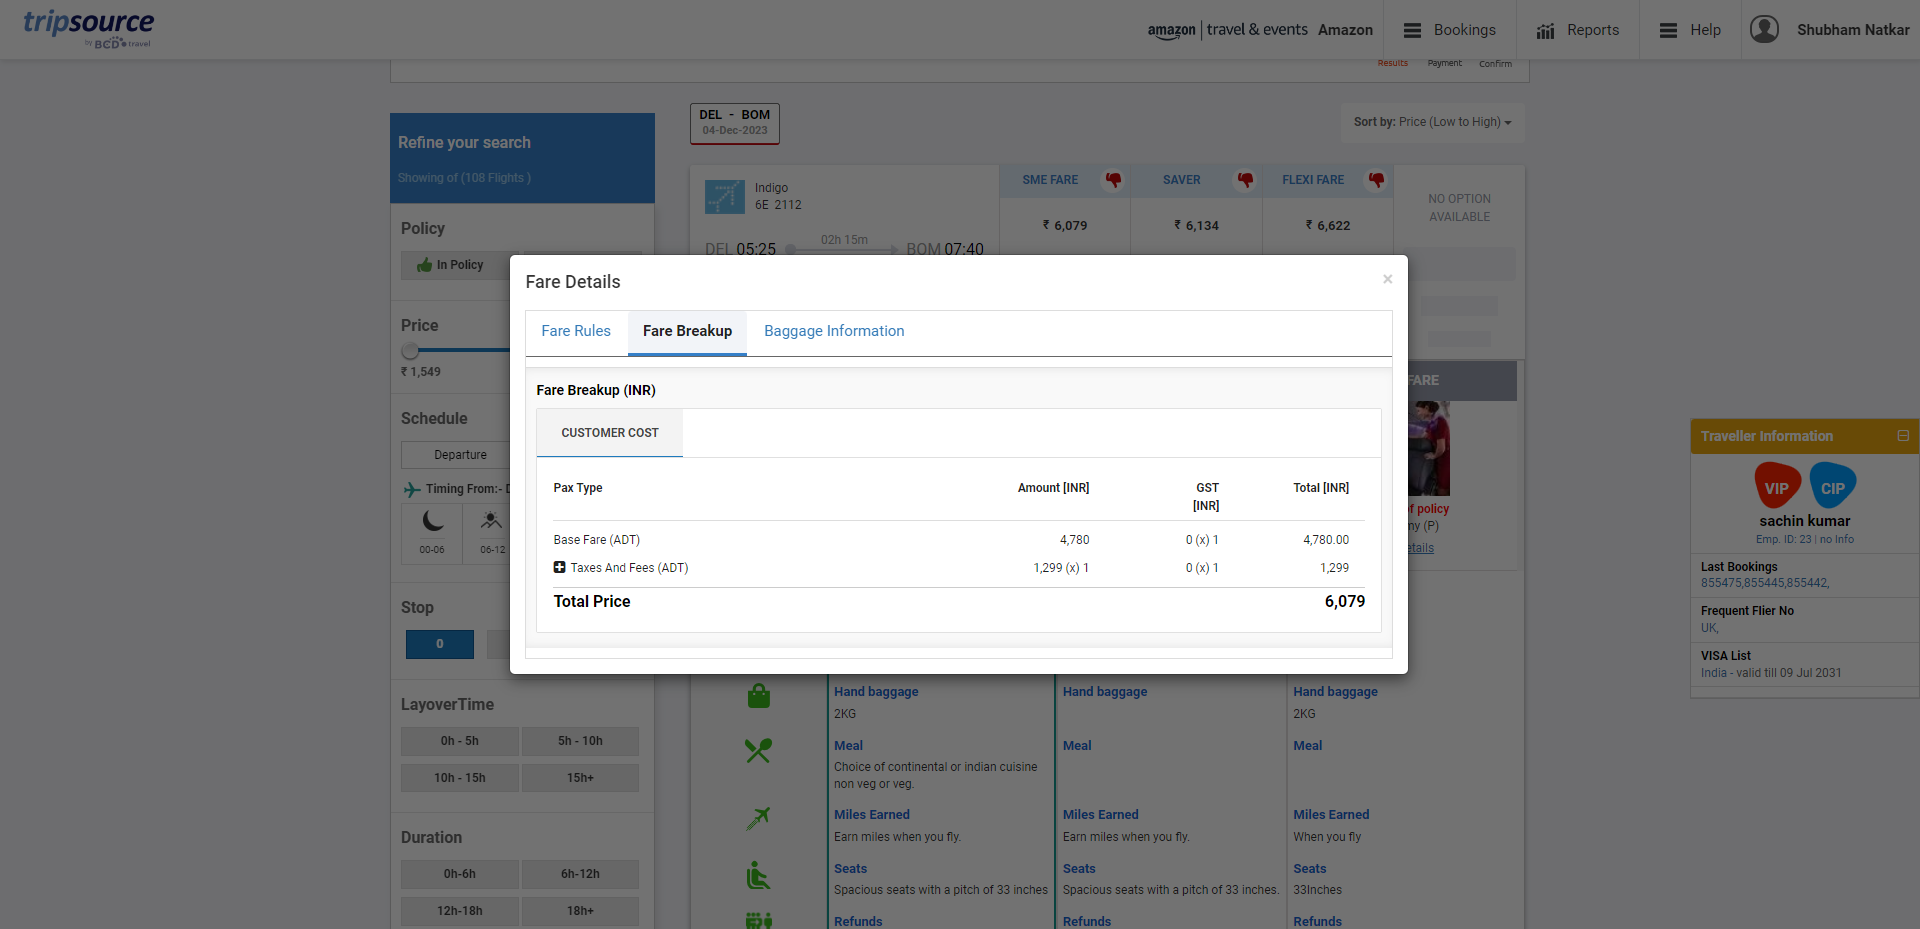 tripsource
by BCD travel
amazon | travel & events Amazon
Bookings
Reports
Help
Shubham Natkar
Results
Payment
Confirm
DEL - BOM
04-Dec-2023
Sort by: Price (Low to High)
Refine your search
Showing of (108 Flights )
Policy
In Policy
Price
₹ 1,549
Schedule
Departure
Timing From:-
00-06
06-12
Stop
0
LayoverTime
0h - 5h
5h - 10h
10h - 15h
15h+
Duration
0h-6h
6h-12h
12h-18h
18h+
Indigo
6E 2112
DEL 05:25
02h 15m
BOM 07:40
SME FARE
SAVER
FLEXI FARE
₹ 6,079
₹ 6,134
₹ 6,622
NO OPTION
AVAILABLE
Fare Details
×
Fare Rules
Fare Breakup
Baggage Information
Fare Breakup (INR)
CUSTOMER COST
Pax Type
Amount [INR]
GST
[INR]
Total [INR]
Base Fare (ADT)
4,780
0 (x) 1
4,780.00
Taxes And Fees (ADT)
1,299 (x) 1
0 (x) 1
1,299
Total Price
6,079
FARE
of policy
my (P)
etails
Hand baggage
2KG
Hand baggage
Hand baggage
2KG
Meal
Choice of continental or indian cuisine
non veg or veg.
Meal
Meal
Miles Earned
Earn miles when you fly.
Miles Earned
Earn miles when you fly.
Miles Earned
When you fly
Seats
Spacious seats with a pitch of 33 inches
Seats
Spacious seats with a pitch of 33 inches.
Seats
33Inches
Refunds
Refunds
Refunds
Traveller Information
VIP
CIP
sachin kumar
Emp. ID: 23 | no Info
Last Bookings
855475,855445,855442,
Frequent Flier No
UK,
VISA List
India - valid till 09 Jul 2031